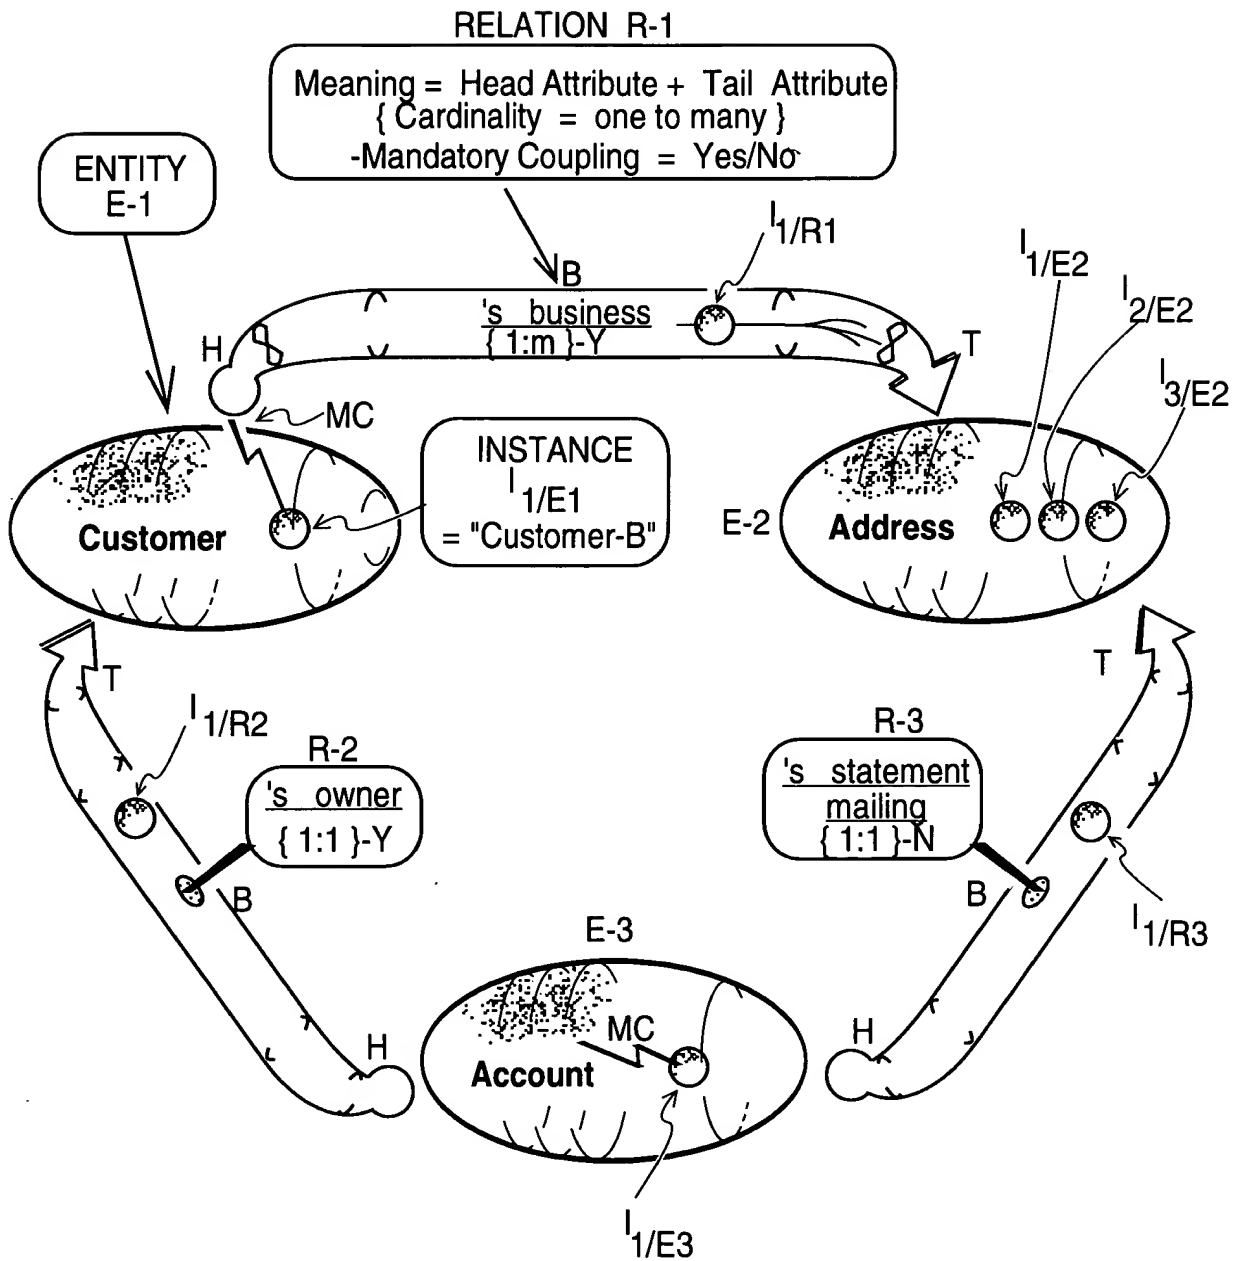 RELATION R-1
Meaning = Head Attribute + Tail Attribute
{ Cardinality = one to many }
-Mandatory Coupling = Yes/No
ENTITY
E-1
I1/R1
I1/E2
I2/E2
I3/E2
B
's business
{ 1:m }-Y
H
T
MC
INSTANCE
I1/E1
= "Customer-B"
Customer
E-2
Address
T
I1/R2
R-2
's owner
{ 1:1 }-Y
B
H
T
R-3
's statement
mailing
{ 1:1 }-N
B
I1/R3
H
E-3
MC
Account
I1/E3